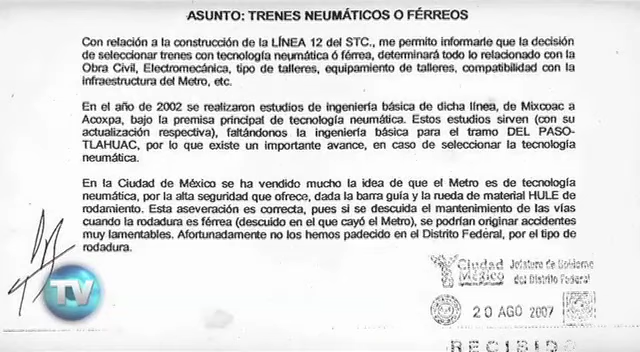 ASUNTO: TRENES NEUMÁTICOS O FÉRREOS
Con relación a la construcción de la LÍNEA 12 del STC., me permito informarle que la decisión
de seleccionar trenes con tecnología neumática ó férrea, determinará todo lo relacionado con la
Obra Civil, Electromecánica, tipo de talleres, equipamiento de talleres, compatibilidad con la
infraestructura del Metro, etc.
En el año de 2002 se realizaron estudios de ingeniería básica de dicha línea, de Mixcoac a
Acoxpa, bajo la premisa principal de tecnología neumática. Estos estudios sirven (con su
actualización respectiva), faltándonos la ingeniería básica para el tramo DEL PASO-
TLAHUAC, por lo que existe un importante avance, en caso de seleccionar la tecnología
neumática.
En la Ciudad de México se ha vendido mucho la idea de que el Metro es de tecnología
neumática, por la alta seguridad que ofrece, dada la barra guía y la rueda de material HULE de
rodamiento. Esta aseveración es correcta, pues si se descuida el mantenimiento de las vías
cuando la rodadura es férrea (descuido en el que cayó el Metro), se podrían originar accidentes
muy lamentables. Afortunadamente no los hemos padecido en el Distrito Federal, por el tipo de
rodadura.
TV
Ciudad Jefatura de Gobierno
México del Distrito Federal
20 AGO 2007
RECIBIDO